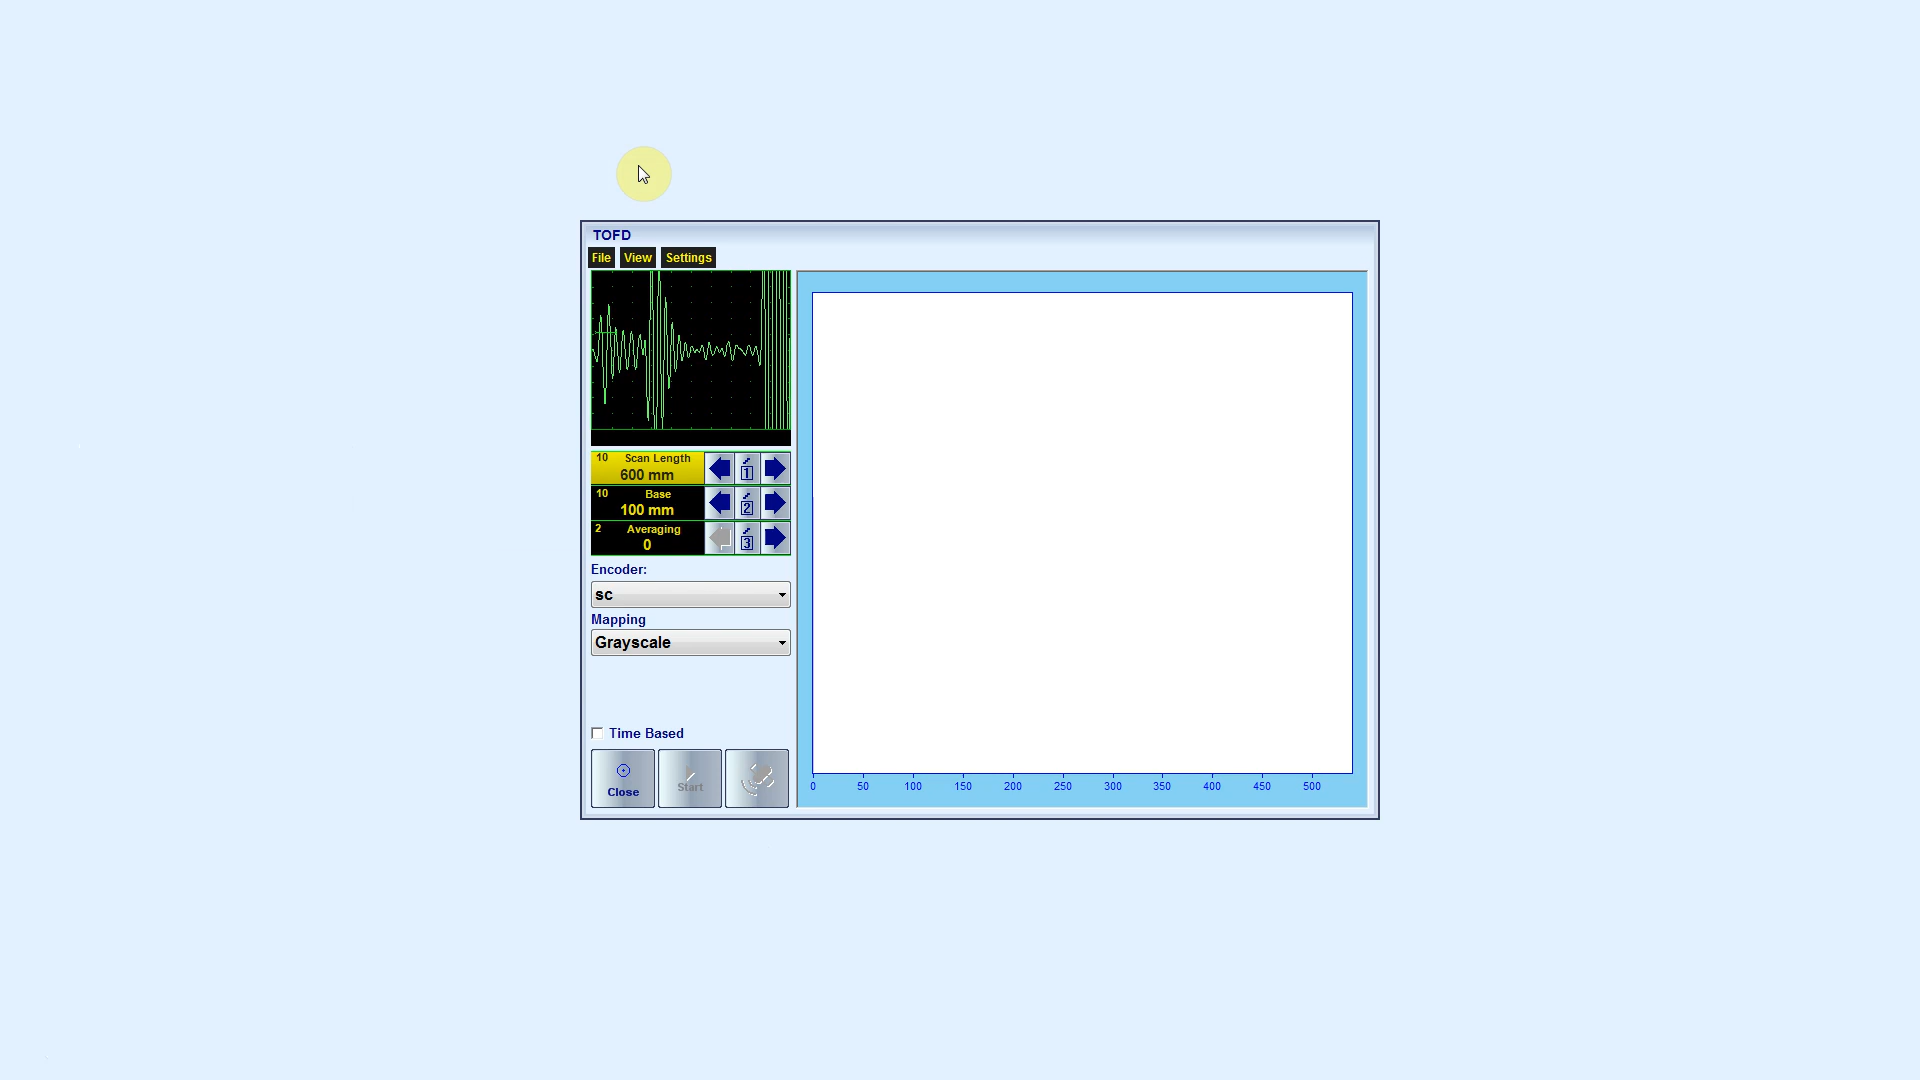 TOFD
File View Settings
10 Scan Length
600 mm
1
10 Base
100 mm
2
2 Averaging
0
3
Encoder:
sc
Mapping
Grayscale
Time Based
Close Start
0 50 100 150 200 250 300 350 400 450 500